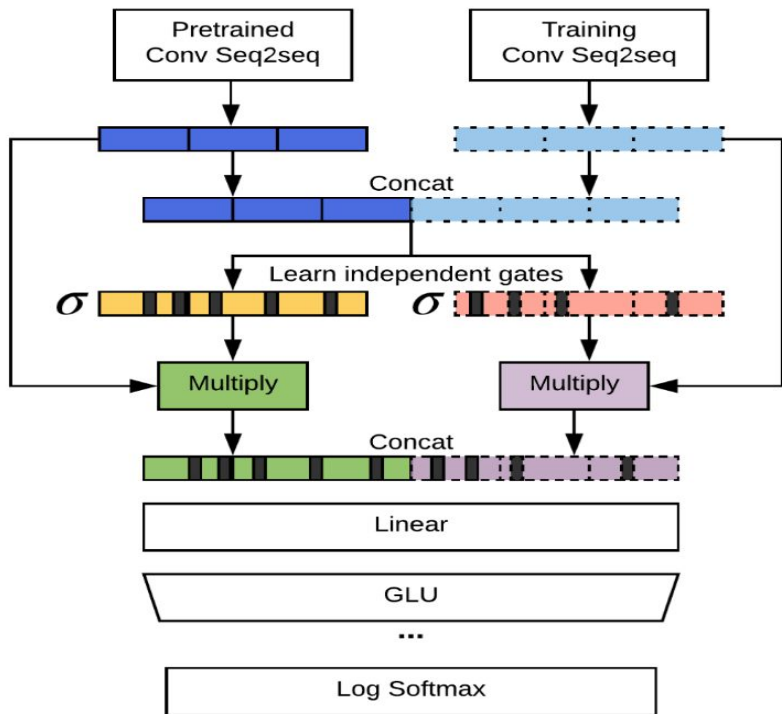 Pretrained
Conv Seq2seq
Training
Conv Seq2seq
Concat
Learn independent gates
σ
σ
Multiply
Multiply
Concat
Linear
GLU
...
Log Softmax